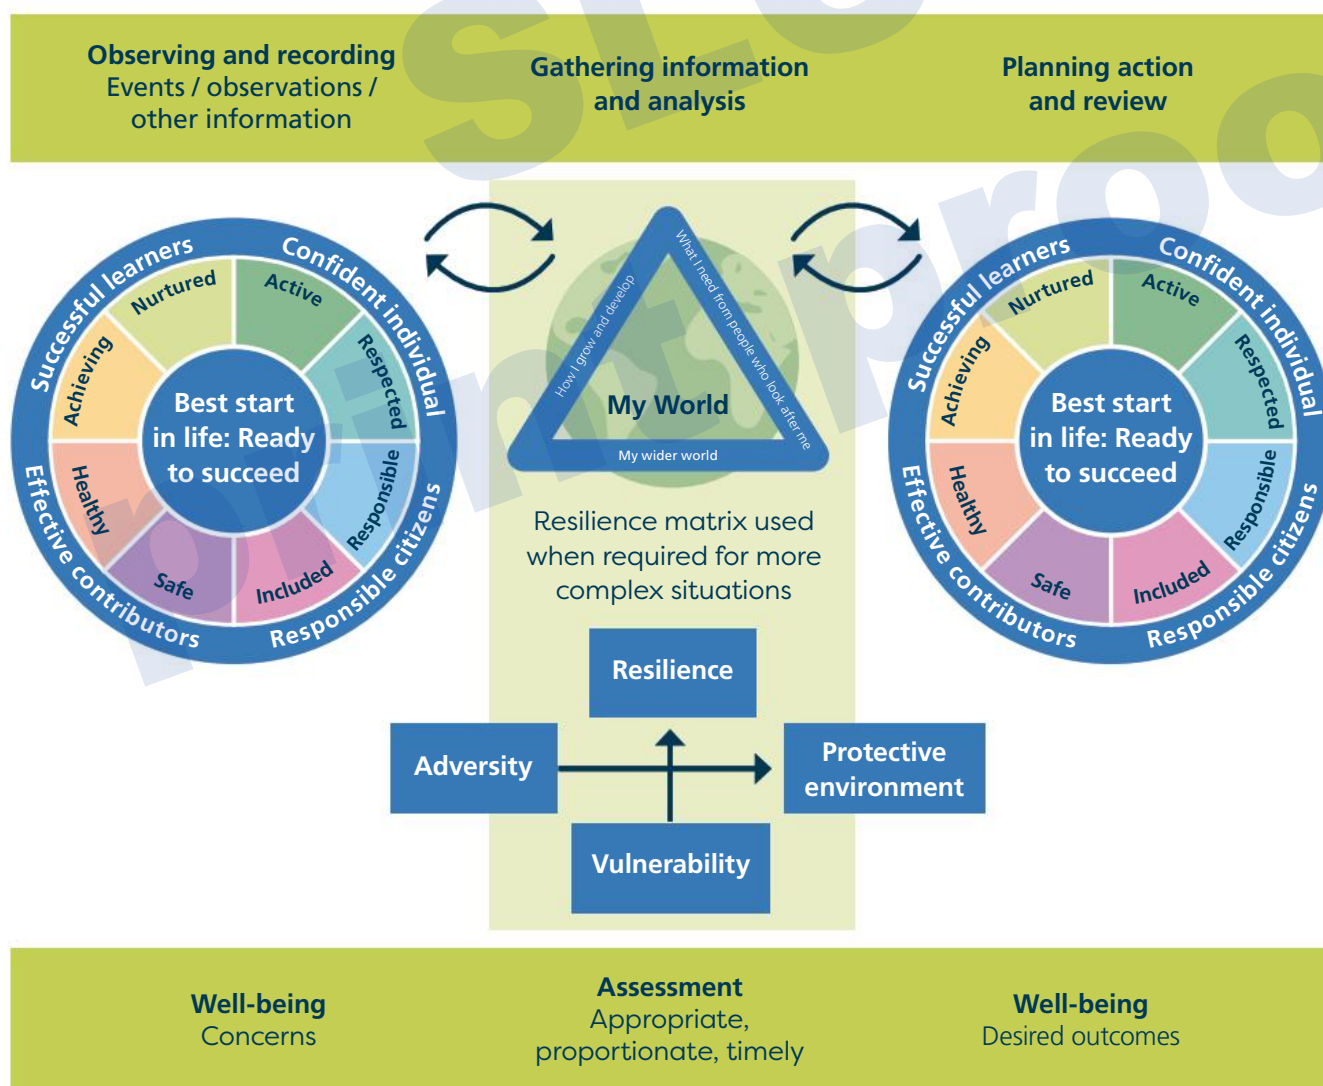 Observing and recording
Events / observations /
other information
Gathering information
and analysis
Planning action
and review
Successful learners
Confident individual
Responsible citizens
Effective contributors
Nurtured
Active
Respected
Responsible
Included
Safe
Healthy
Achieving
Best start
in life: Ready
to succeed
How I grow and develop
What I need from people who look after me
My World
My wider world
Resilience matrix used
when required for more
complex situations
Resilience
Adversity
Protective
environment
Vulnerability
Successful learners
Confident individual
Responsible citizens
Effective contributors
Nurtured
Active
Respected
Responsible
Included
Safe
Healthy
Achieving
Best start
in life: Ready
to succeed
Well-being
Concerns
Assessment
Appropriate,
proportionate, timely
Well-being
Desired outcomes
print